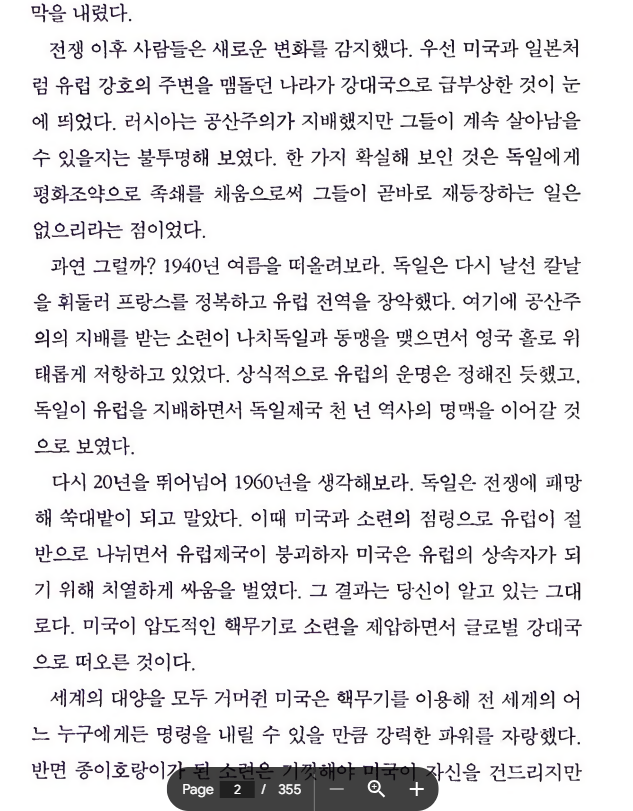 막을 내렸다.
전쟁 이후 사람들은 새로운 변화를 감지했다. 우선 미국과 일본처
럼 유럽 강호의 주변을 맴돌던 나라가 강대국으로 급부상한 것이 눈
에 띄었다. 러시아는 공산주의가 지배했지만 그들이 계속 살아남을
수 있을지는 불투명해 보였다. 한 가지 확실해 보인 것은 독일에게
평화조약으로 족쇄를 채움으로써 그들이 곧바로 재등장하는 일은
없으리라는 점이었다.
과연 그럴까? 1940년 여름을 떠올려보라. 독일은 다시 날선 칼날
을 휘둘러 프랑스를 정복하고 유럽 전역을 장악했다. 여기에 공산주
의의 지배를 받는 소련이 나치독일과 동맹을 맺으면서 영국 홀로 위
태롭게 저항하고 있었다. 상식적으로 유럽의 운명은 정해진 듯했고,
독일이 유럽을 지배하면서 독일제국 천 년 역사의 명맥을 이어갈 것
으로 보였다.
다시 20년을 뛰어넘어 1960년을 생각해보라. 독일은 전쟁에 패망
해 쑥대밭이 되고 말았다. 이때 미국과 소련의 점령으로 유럽이 절
반으로 나뉘면서 유럽제국이 붕괴하자 미국은 유럽의 상속자가 되
기 위해 치열하게 싸움을 벌였다. 그 결과는 당신이 알고 있는 그대
로다. 미국이 압도적인 핵무기로 소련을 제압하면서 글로벌 강대국
으로 떠오른 것이다.
세계의 대양을 모두 거머쥔 미국은 핵무기를 이용해 전 세계의 어
느 누구에게든 명령을 내릴 수 있을 만큼 강력한 파워를 자랑했다.
반면 종이호랑이가 된 소련은 기껏해야 미국이 자신을 건드리지만
Page 2 / 355